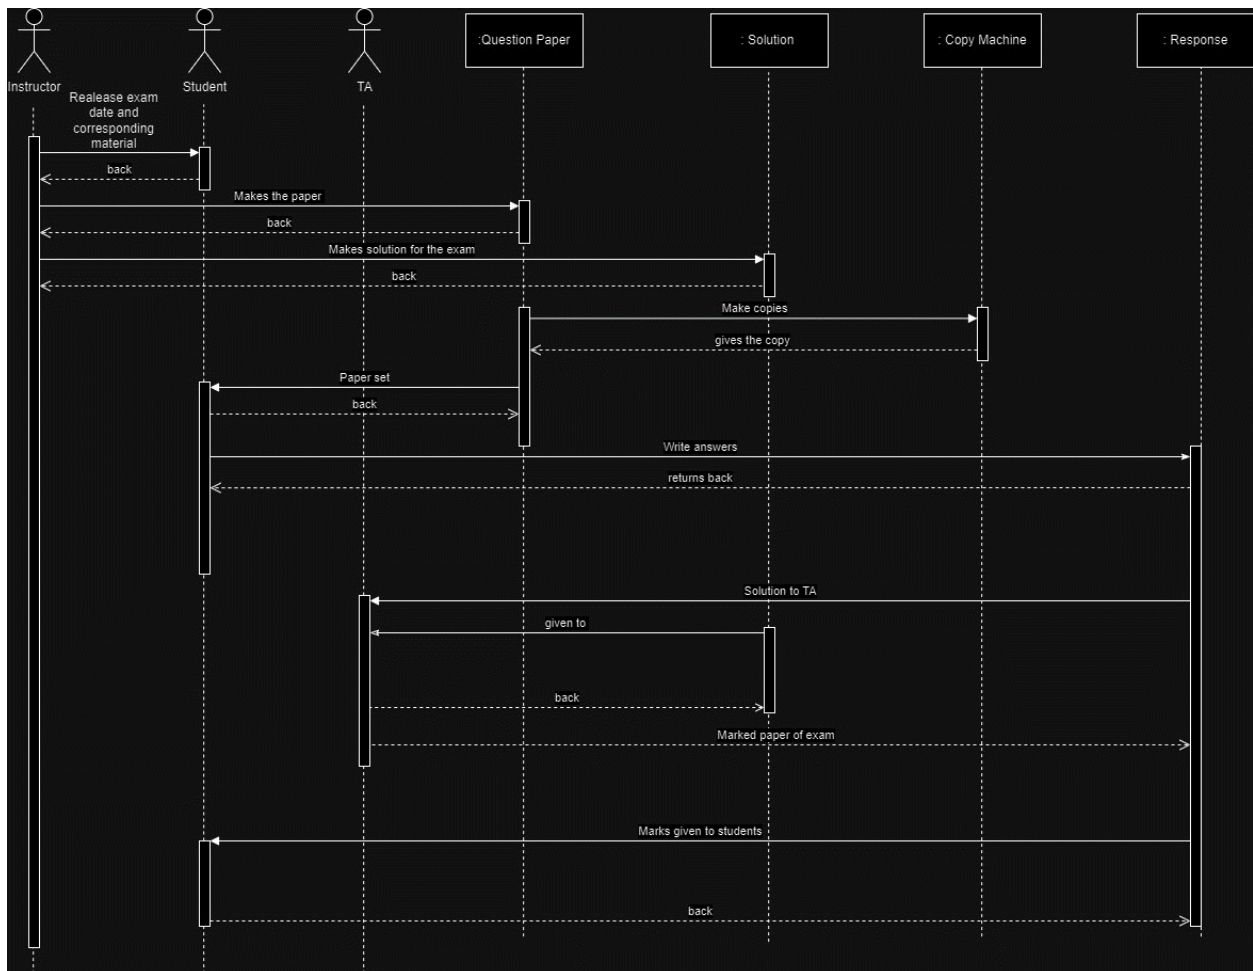 :Question Paper
: Solution
: Copy Machine
: Response
Instructor
Student
TA
Realease exam
date and
corresponding
material
back
Makes the paper
back
Makes solution for the exam
back
Make copies
gives the copy
Paper set
back
Write answers
returns back
Solution to TA
given to
back
Marked paper of exam
Marks given to students
back